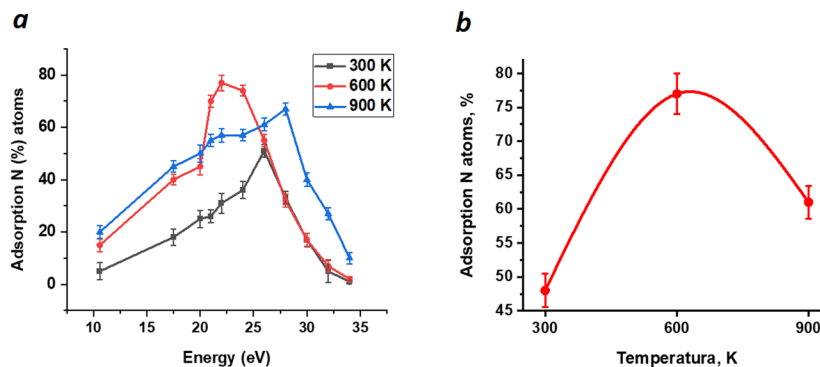 a
Adsorption N (%) atoms
80
60
40
20
0
300 K
600 K
900 K
10
15
20
25
30
35
Energy (eV)
b
Adsorption N atoms, %
80
75
70
65
60
55
50
45
300
600
900
Temperatura, K